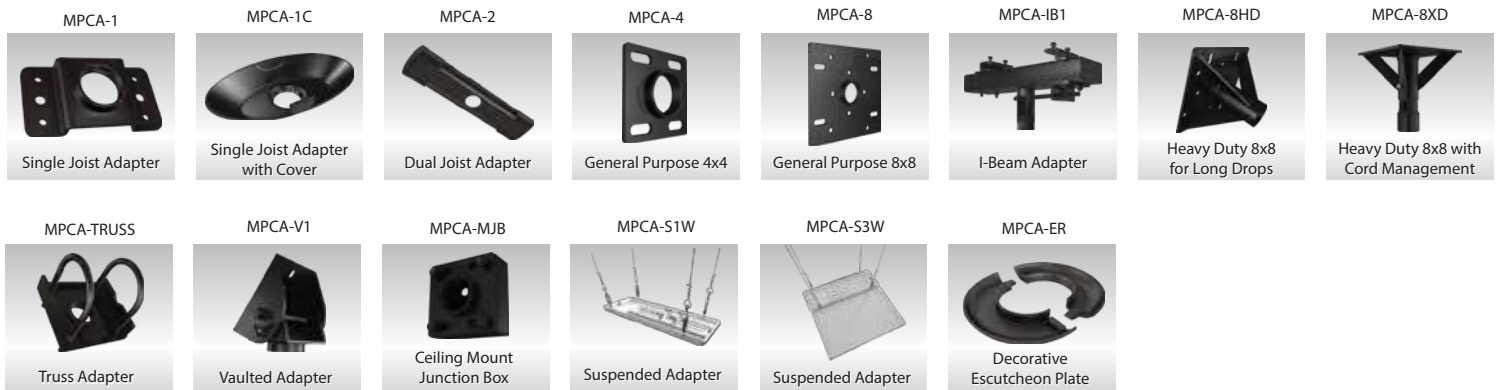 MPCA-1
Single Joist Adapter
MPCA-1C
Single Joist Adapter
with Cover
MPCA-2
Dual Joist Adapter
MPCA-4
General Purpose 4x4
MPCA-8
General Purpose 8x8
MPCA-IB1
I-Beam Adapter
MPCA-8HD
Heavy Duty 8x8
for Long Drops
MPCA-8XD
Heavy Duty 8x8 with
Cord Management
MPCA-TRUSS
Truss Adapter
MPCA-V1
Vaulted Adapter
MPCA-MJB
Ceiling Mount
Junction Box
MPCA-S1W
Suspended Adapter
MPCA-S3W
Suspended Adapter
MPCA-ER
Decorative
Escutcheon Plate